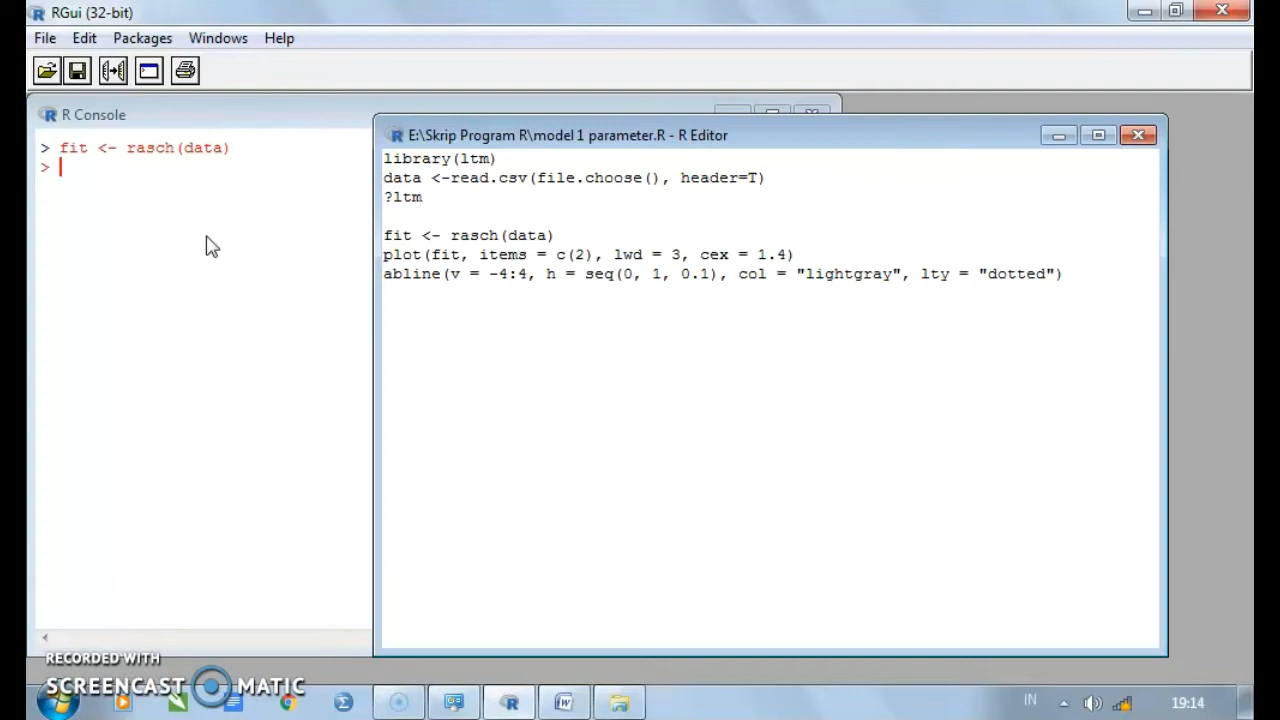 RGui (32-bit)
File Edit Packages Windows Help
R Console
> fit <- rasch(data)
>
E:\Skrip Program R\model 1 parameter.R - R Editor
library(ltm)
data <-read.csv(file.choose(), header=T)
?ltm
fit <- rasch(data)
plot(fit, items = c(2), lwd = 3, cex = 1.4)
abline(v = -4:4, h = seq(0, 1, 0.1), col = "lightgray", lty = "dotted")
RECORDED WITH
SCREENCAST MATIC
IN
19:14